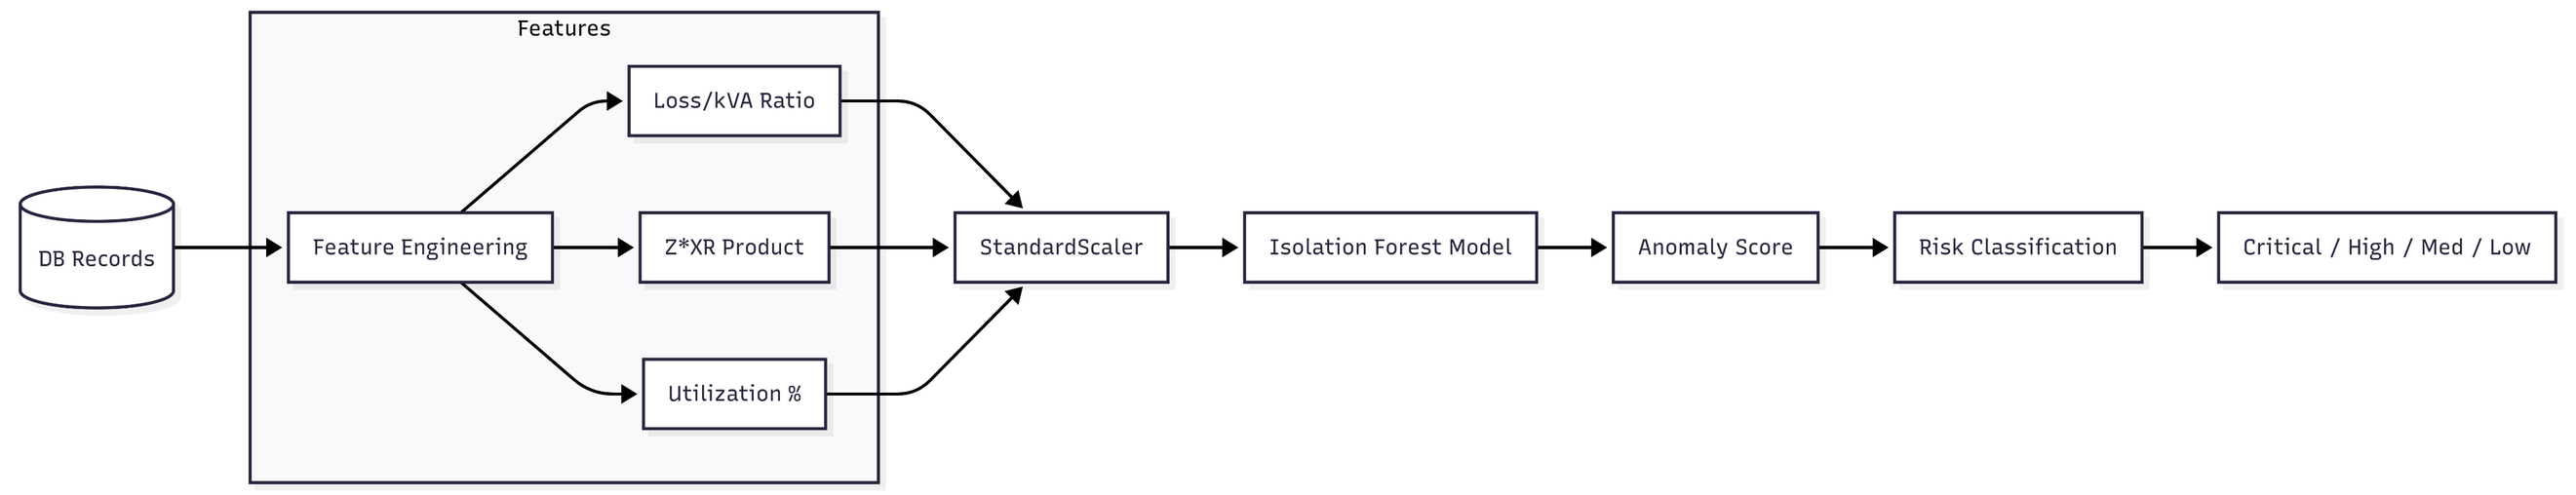 Features
DB Records
Feature Engineering
Loss/kVA Ratio
Z*XR Product
Utilization %
StandardScaler
Isolation Forest Model
Anomaly Score
Risk Classification
Critical / High / Med / Low